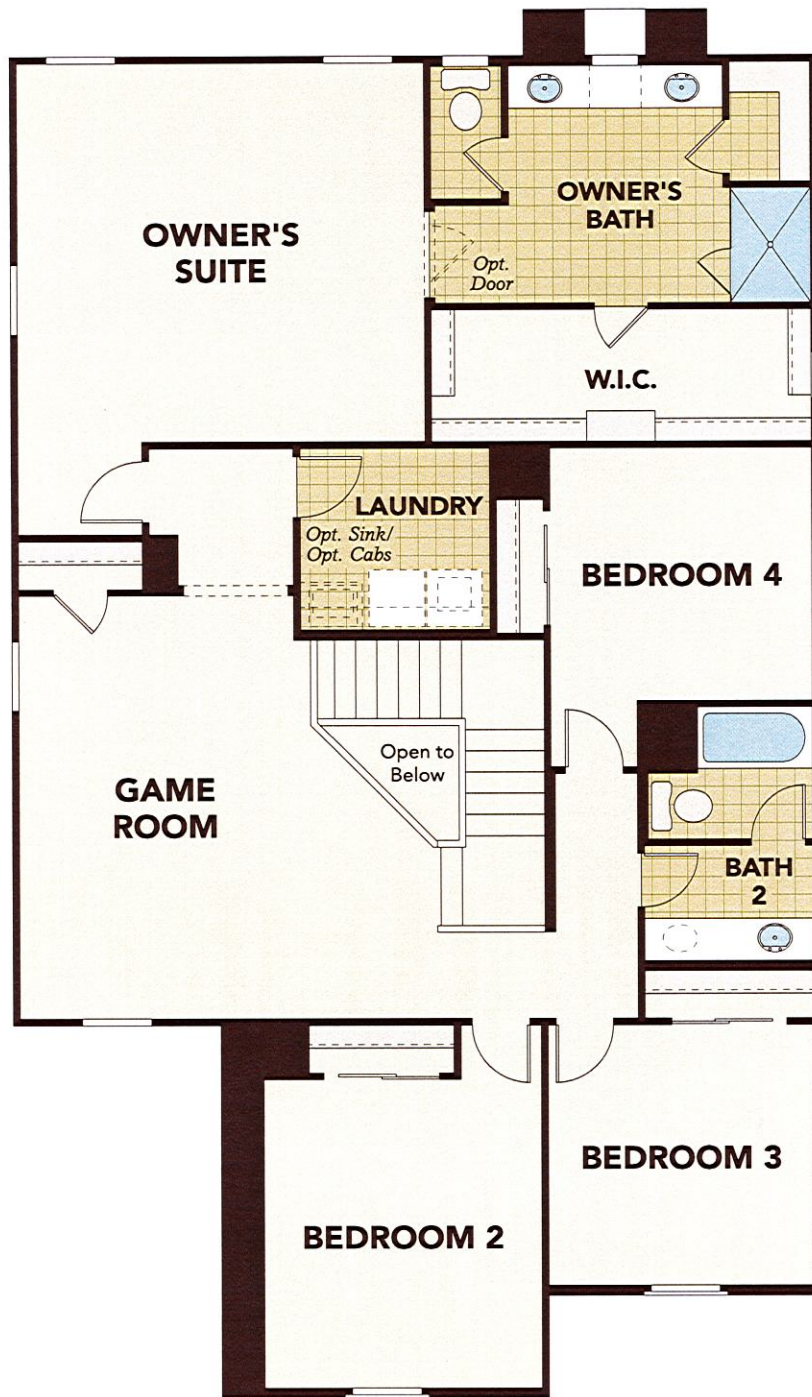 OWNER'S
SUITE
OWNER'S
BATH
Opt.
Door
W.I.C.
LAUNDRY
Opt. Sink/
Opt. Cabs
BEDROOM 4
Open to
Below
GAME
ROOM
BATH
2
BEDROOM 3
BEDROOM 2